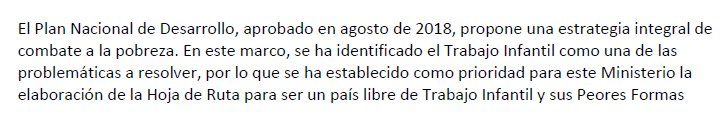 El Plan Nacional de Desarrollo, aprobado en agosto de 2018, propone una estrategia integral de
combate a la pobreza. En este marco, se ha identificado el Trabajo Infantil como una de las
problemáticas a resolver, por lo que se ha establecido como prioridad para este Ministerio la
elaboración de la Hoja de Ruta para ser un país libre de Trabajo Infantil y sus Peores Formas